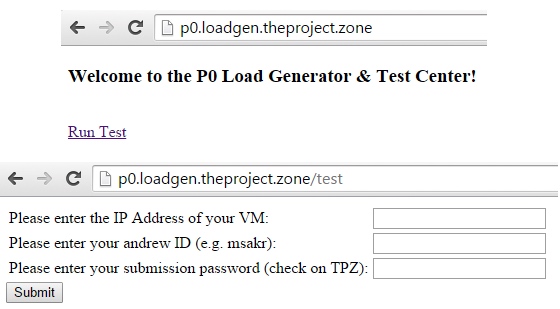 p0.loadgen.theproject.zone
Welcome to the P0 Load Generator & Test Center!
Run Test
p0.loadgen.theproject.zone/test
Please enter the IP Address of your VM:
Please enter your andrew ID (e.g. msakr):
Please enter your submission password (check on TPZ):
Submit